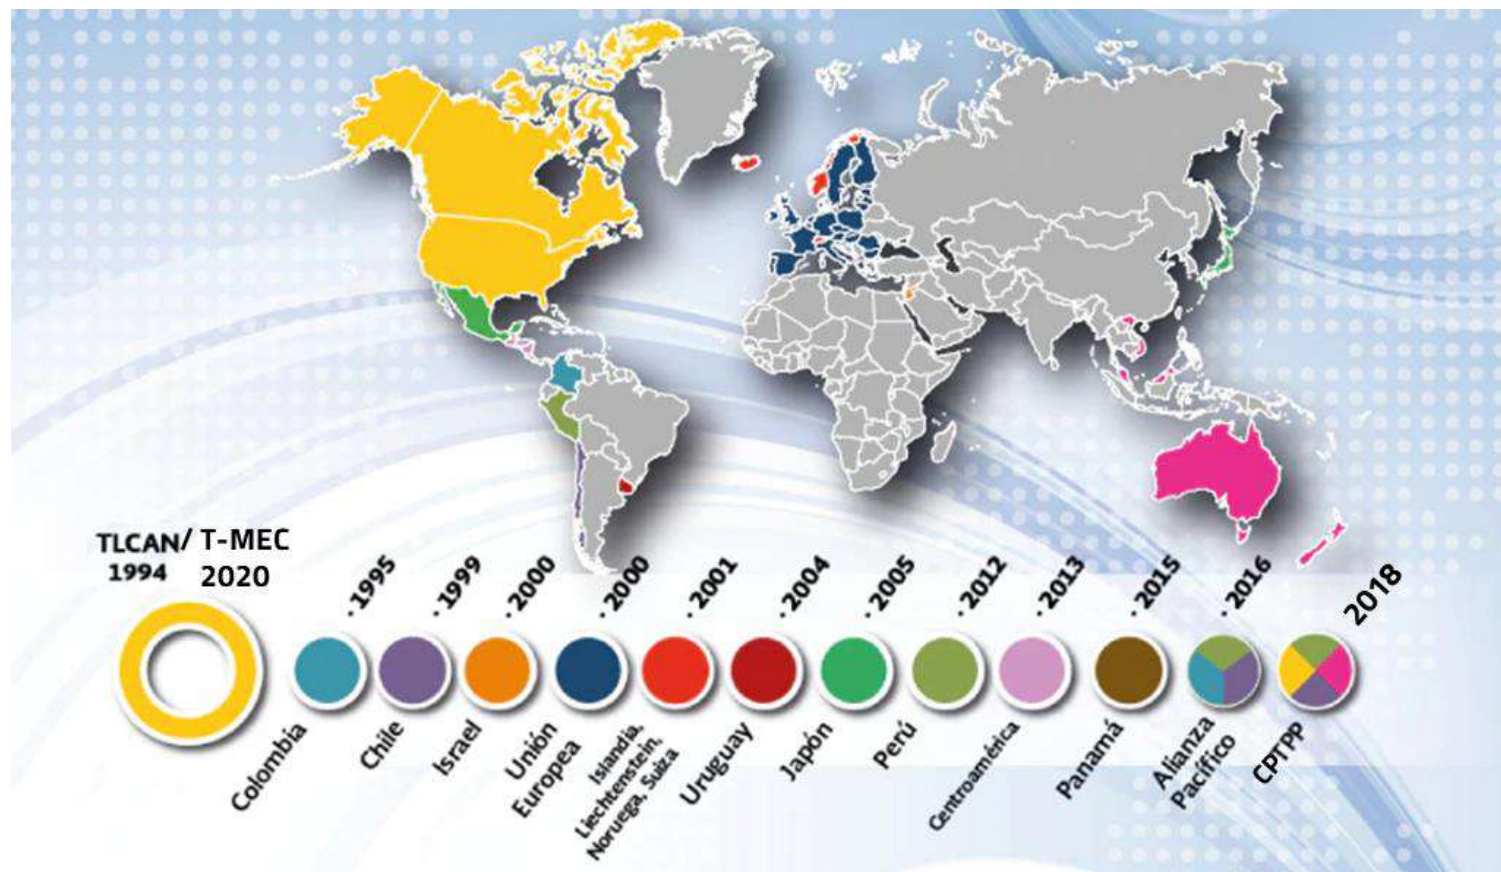 TLCAN/ T-MEC
1994 2020
· 1995
· 1999
· 2000
· 2000
· 2001
· 2004
· 2005
· 2012
· 2013
· 2015
· 2016
2018
Colombia
Chile
Israel
Unión
Europea
Islandia,
Liechtenstein,
Noruega, Suiza
Uruguay
Japón
Perú
Centroamérica
Panamá
Alianza
Pacífico
CPTPP